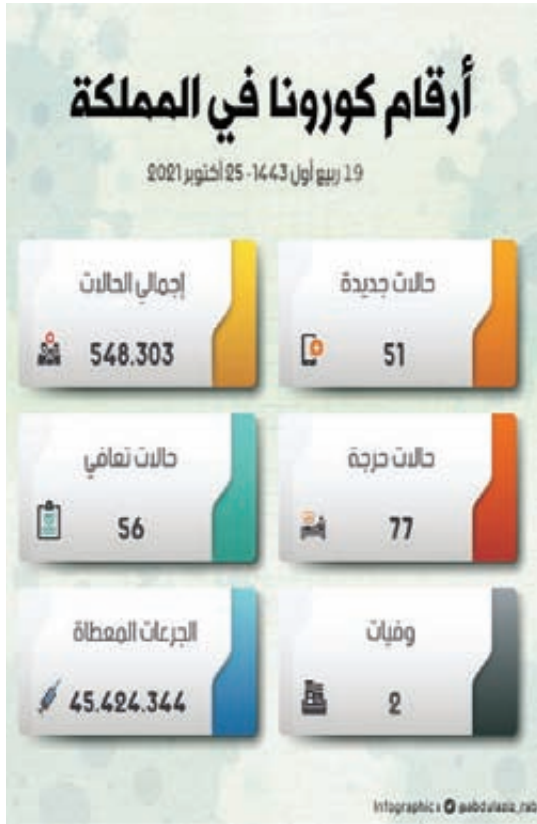 أرقام كورونا في المملكة
19 ربيع أول 1443- 25 أكتوبر 2021
حالات جديدة
51
إجمالي الحالات
548.303
حالات حرجة
77
حالات تعافي
56
وفيات
2
الجرعات المعطاة
45.424.344
Infographics